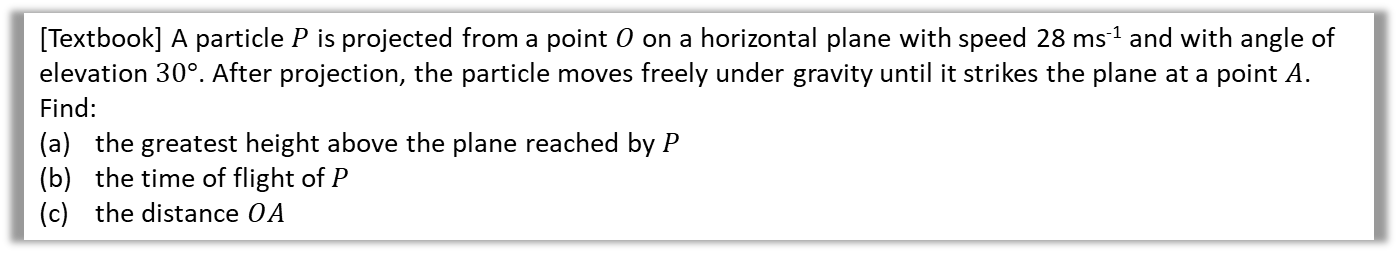 [Textbook] A particle P is projected from a point O on a horizontal plane with speed 28 ms⁻¹ and with angle of
elevation 30°. After projection, the particle moves freely under gravity until it strikes the plane at a point A.
Find:
(a) the greatest height above the plane reached by P
(b) the time of flight of P
(c) the distance OA